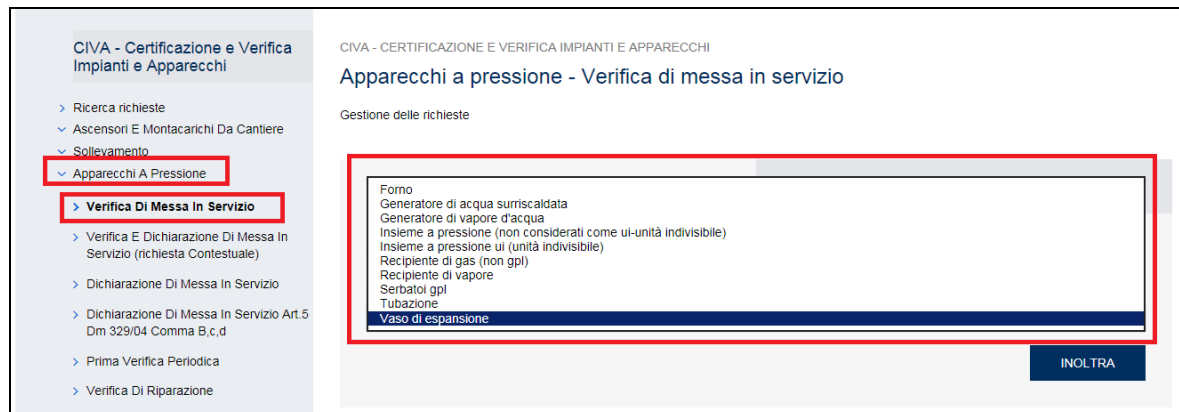 CIVA - Certificazione e Verifica
Impianti e Apparecchi
> Ricerca richieste
Ascensori E Montacarichi Da Cantiere
Sollevamento
Apparecchi A Pressione
> Verifica Di Messa In Servizio
> Verifica E Dichiarazione Di Messa In
Servizio (richiesta Contestuale)
> Dichiarazione Di Messa In Servizio
> Dichiarazione Di Messa In Servizio Art.5
Dm 329/04 Comma B,c,d
> Prima Verifica Periodica
> Verifica Di Riparazione
CIVA - CERTIFICAZIONE E VERIFICA IMPIANTI E APPARECCHI
Apparecchi a pressione - Verifica di messa in servizio
Gestione delle richieste
Forno
Generatore di acqua surriscaldata
Generatore di vapore d'acqua
Insieme a pressione (non considerati come ui-unità indivisibile)
Insieme a pressione ui (unità indivisibile)
Recipiente di gas (non gpl)
Recipiente di vapore
Serbatoi gpl
Tubazione
Vaso di espansione
INOLTRA